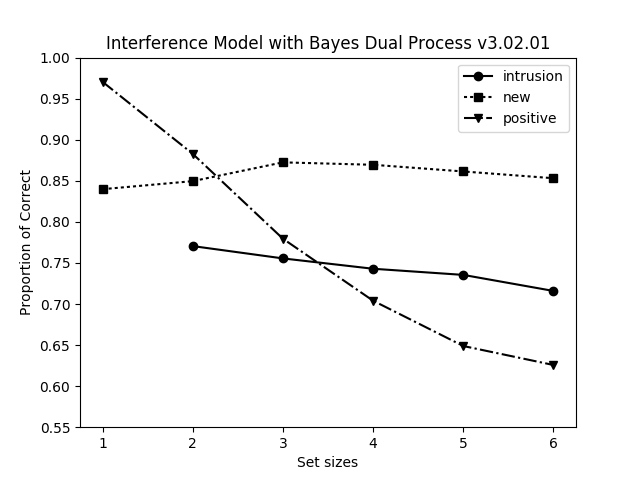 Interference Model with Bayes Dual Process v3.02.01
1.00
0.95
0.90
0.85
0.80
0.75
0.70
0.65
0.60
0.55
Proportion of Correct
intrusion
new
positive
1 2 3 4 5 6
Set sizes